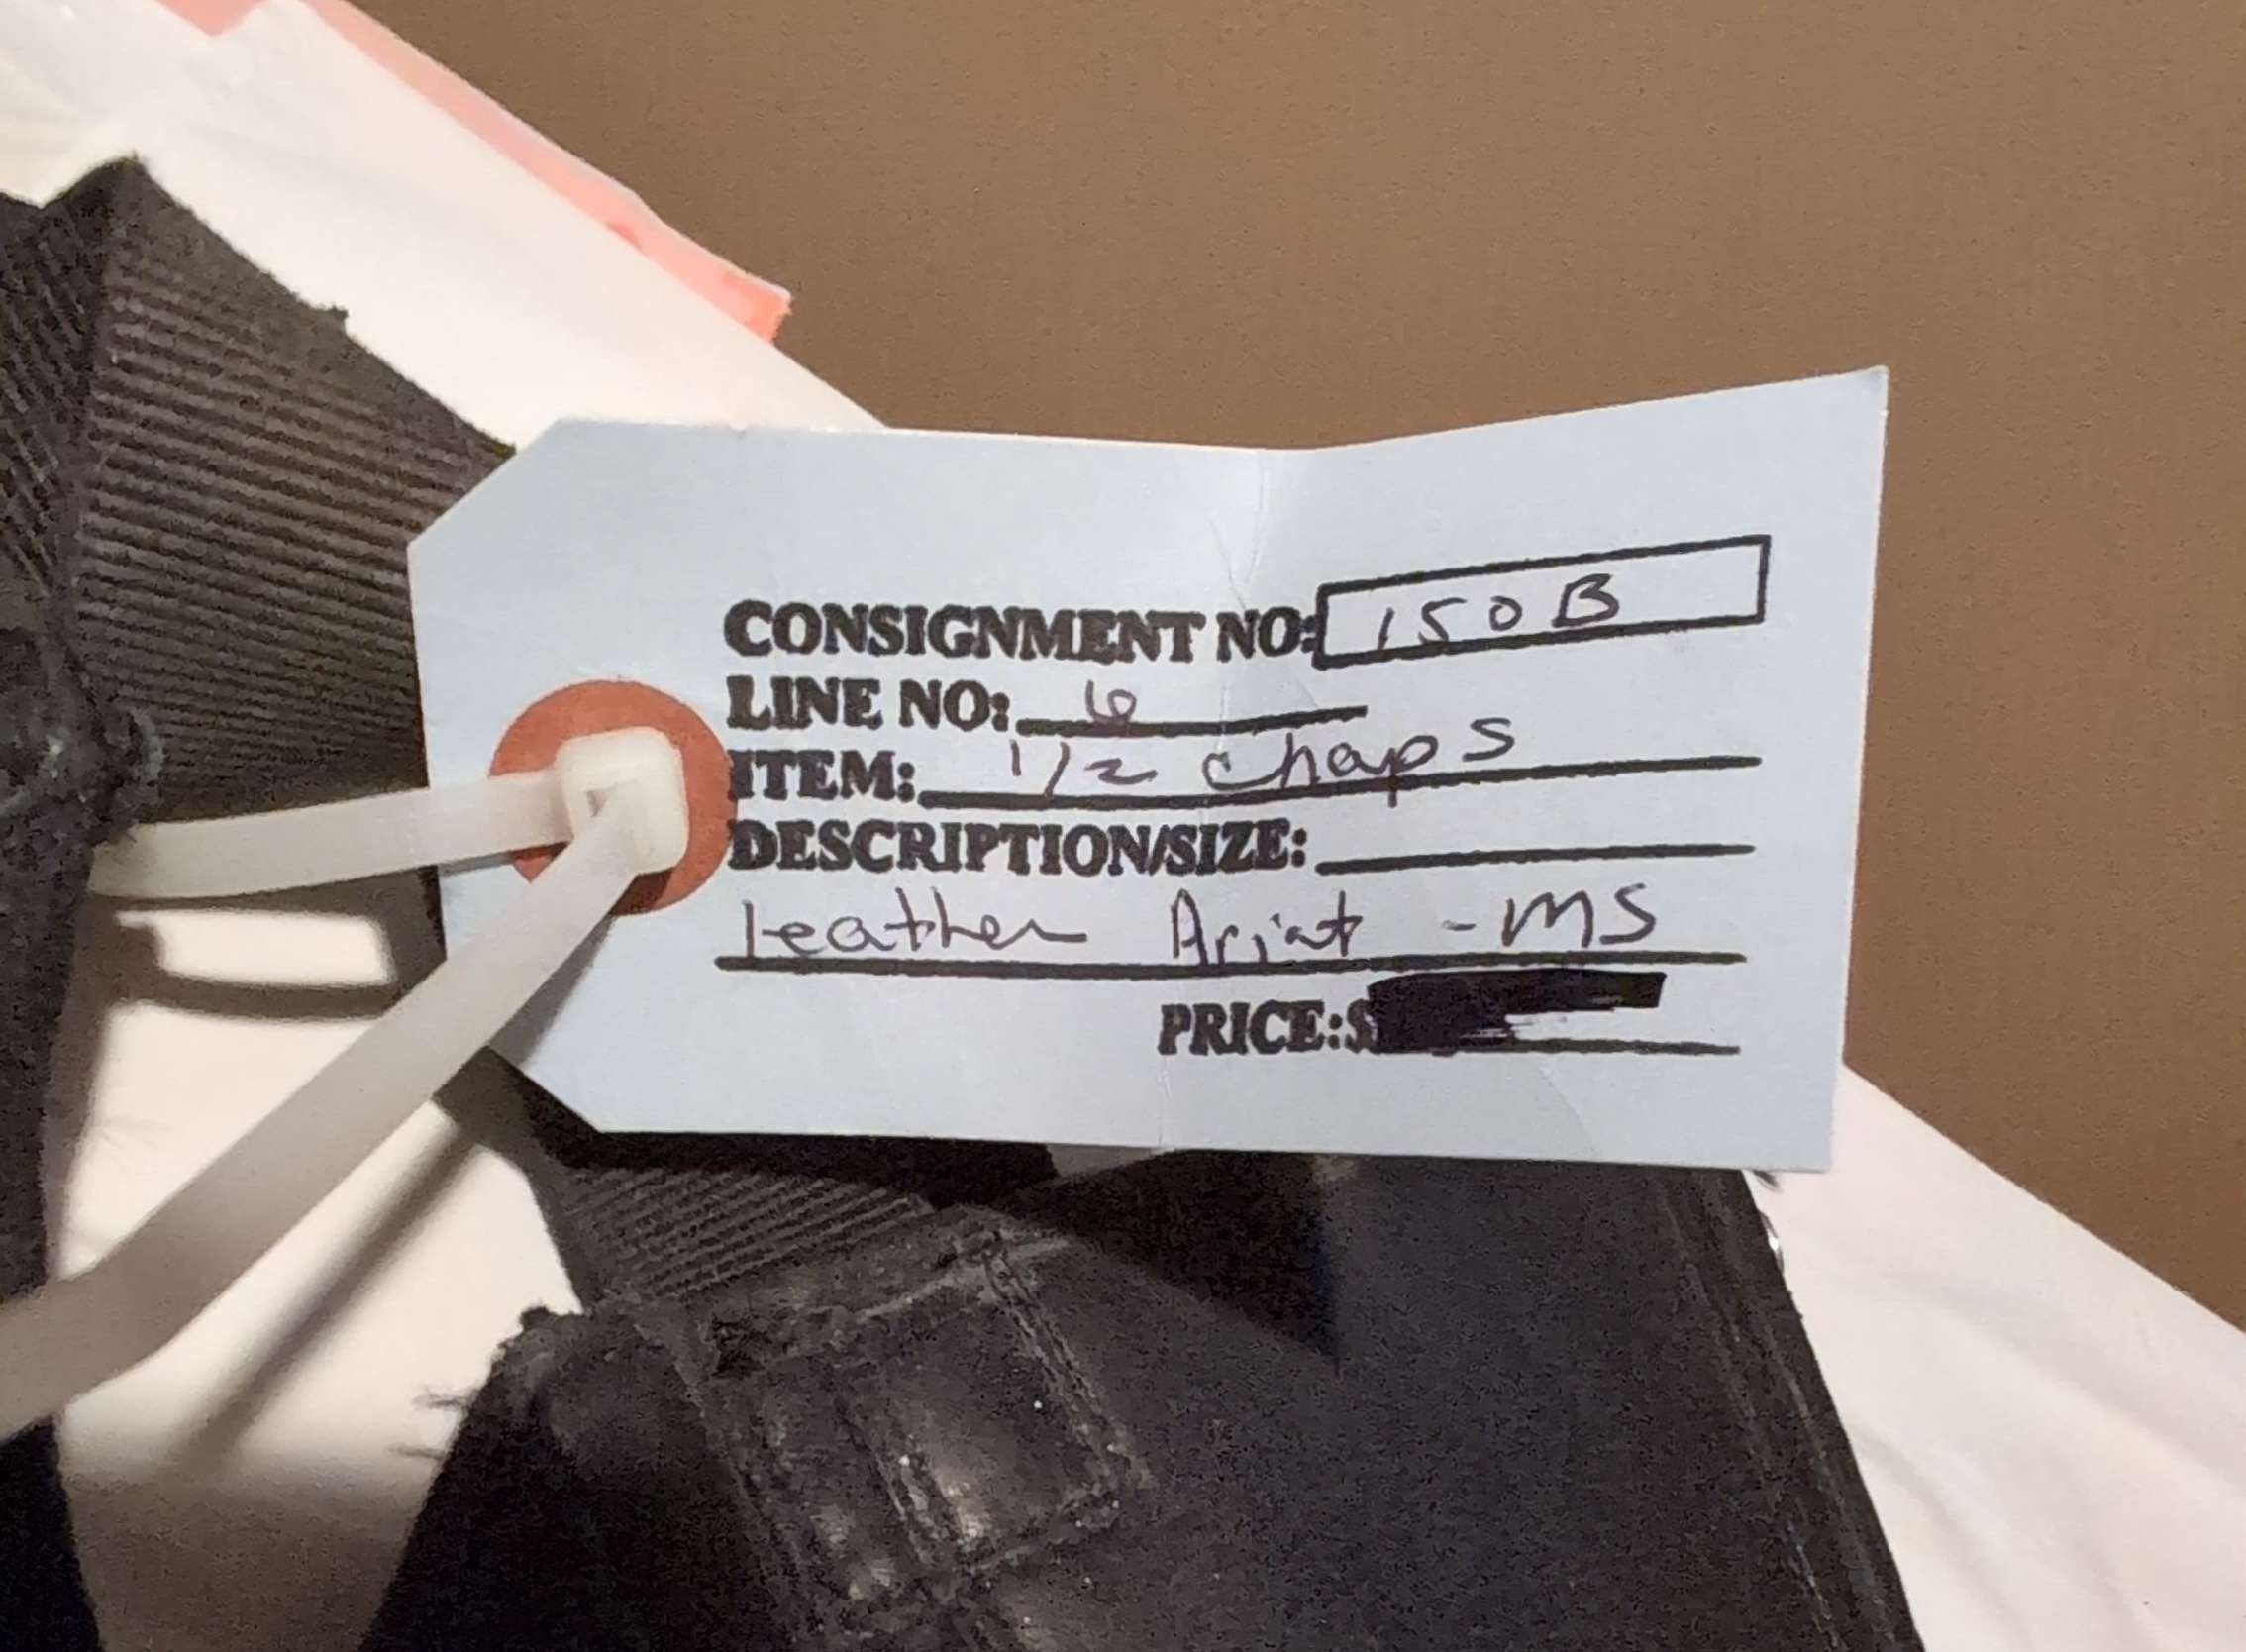 CONSIGNMENT NO: 150B
LINE NO: 6
ITEM: 1/2 chaps
DESCRIPTION/SIZE:
Leather Ariat - MS
PRICE: $